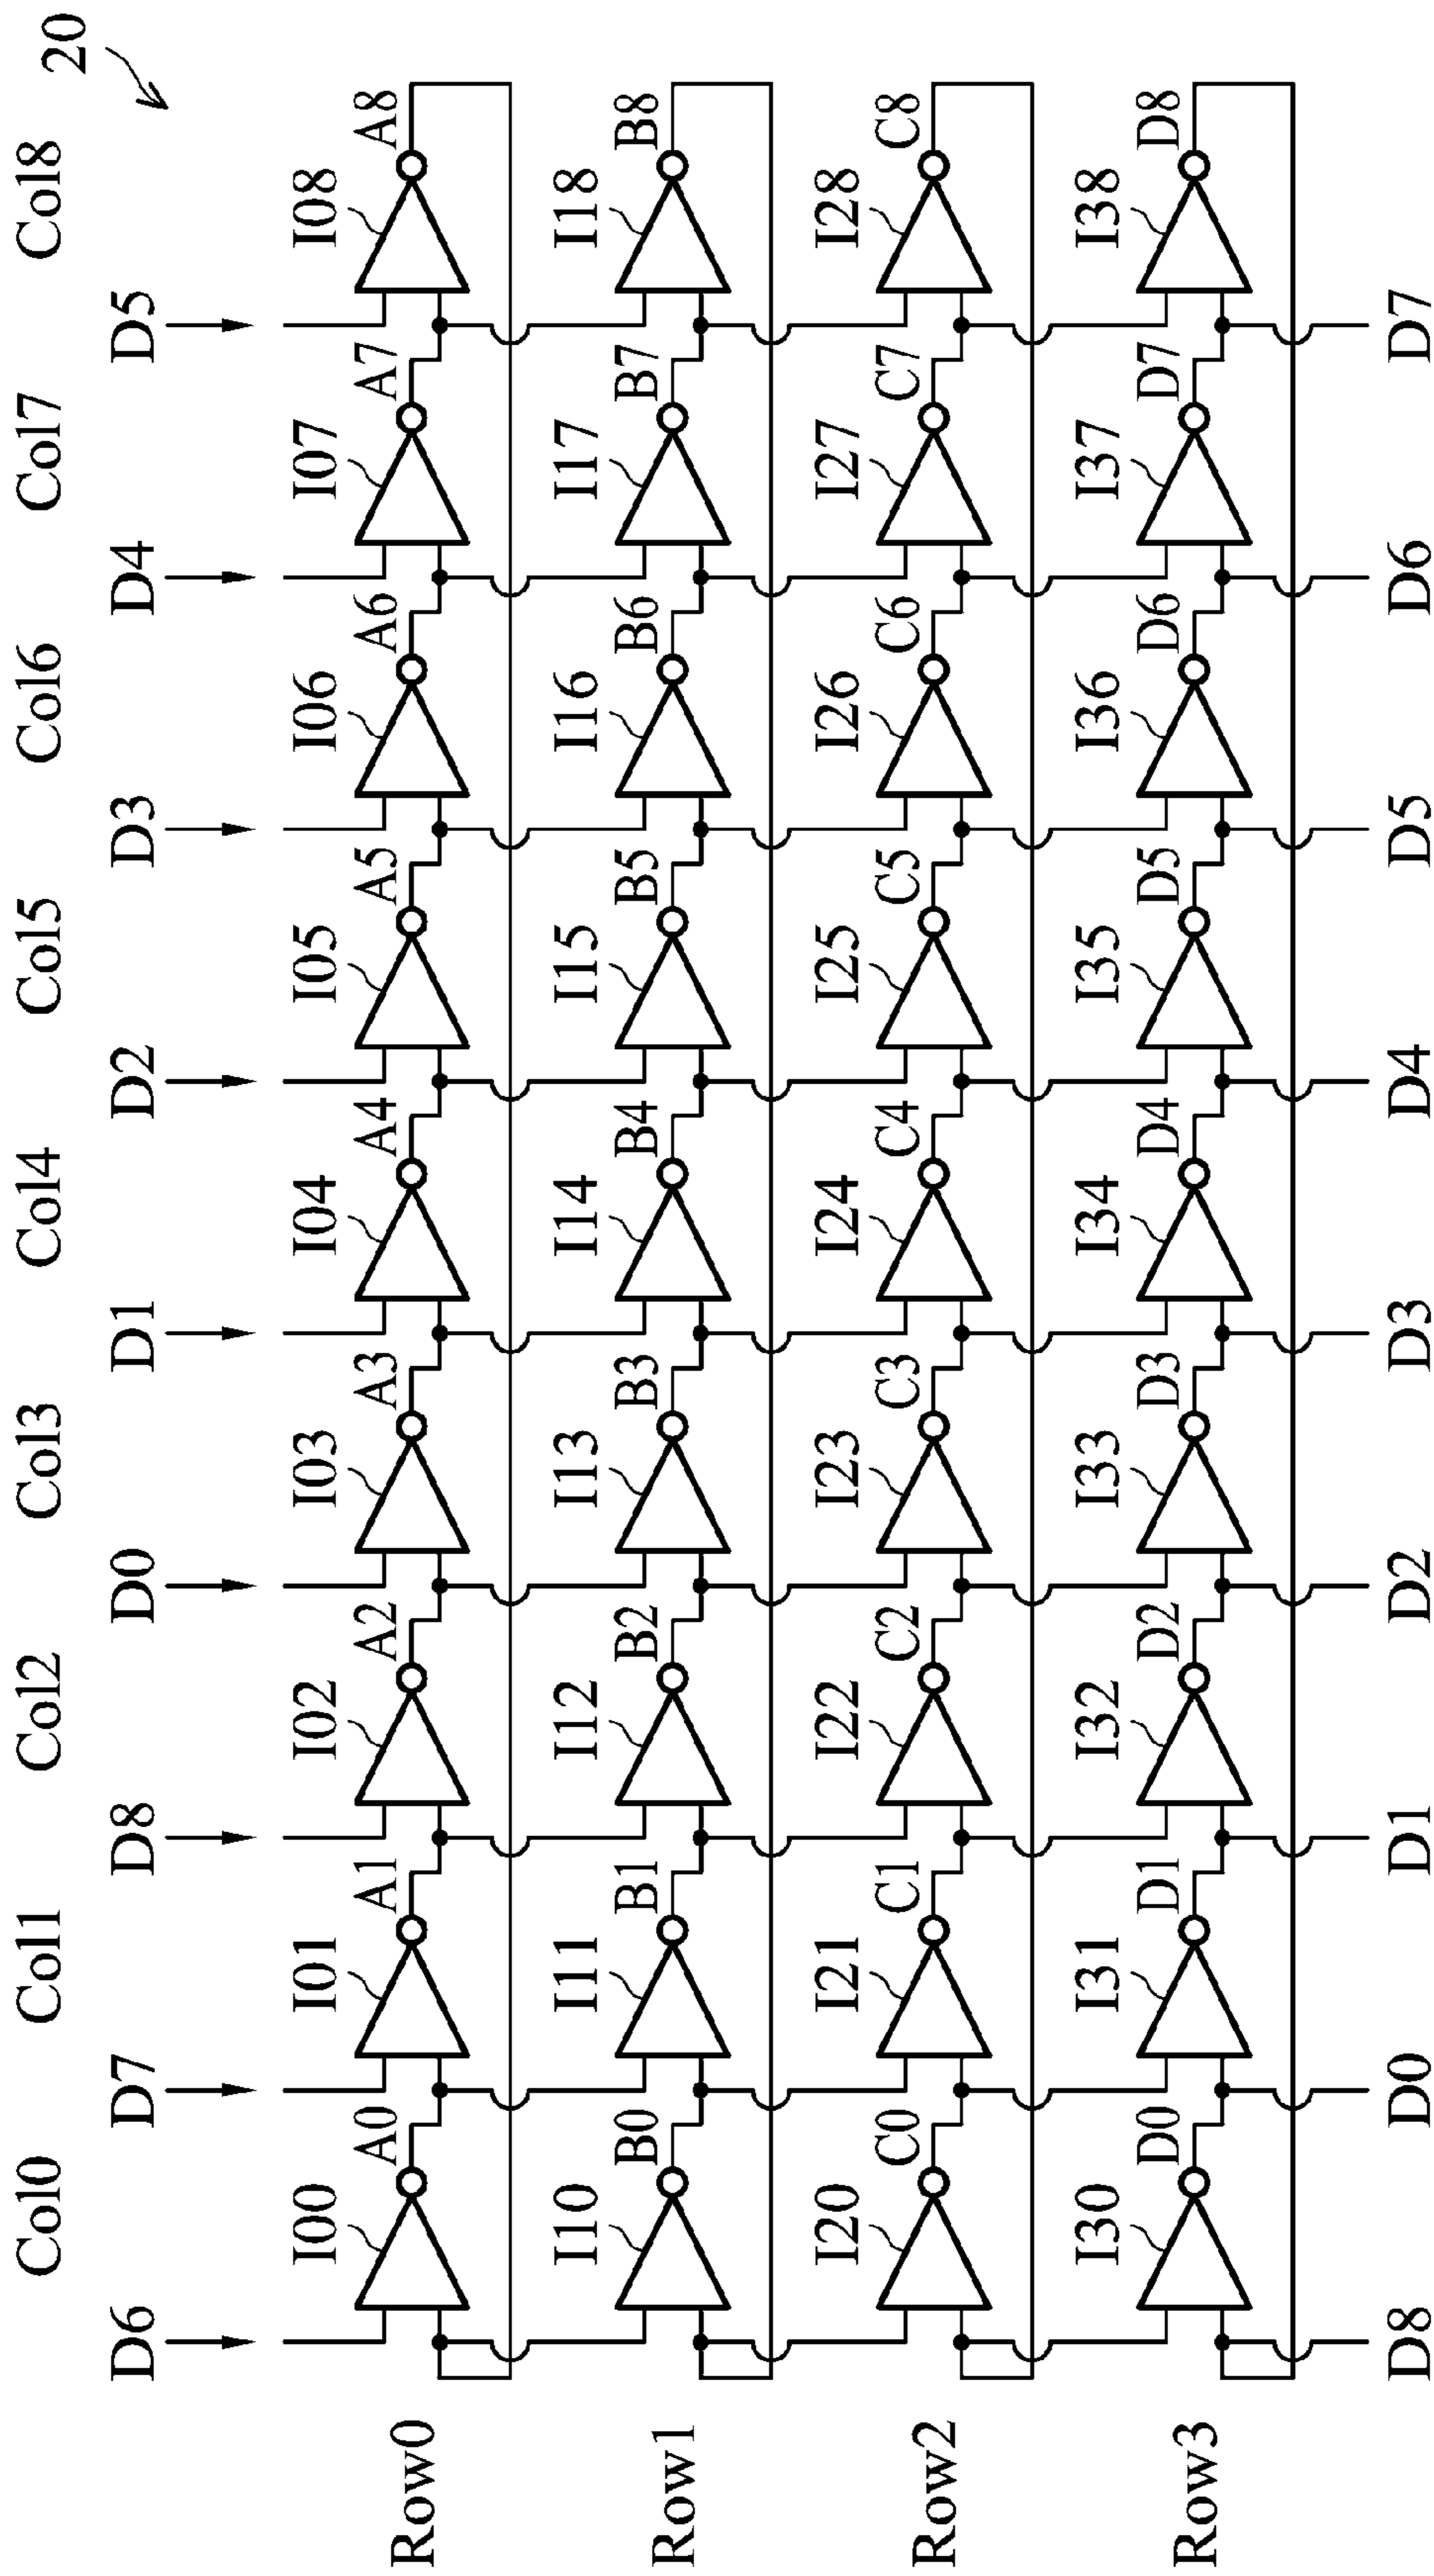 20
Col0 Col1 Col2 Col3 Col4 Col5 Col6 Col7 Col8
D6 D7 D8 D0 D1 D2 D3 D4 D5
I00 I01 I02 I03 I04 I05 I06 I07 I08
Row0 A0 A1 A2 A3 A4 A5 A6 A7 A8
I10 I11 I12 I13 I14 I15 I16 I17 I18
Row1 B0 B1 B2 B3 B4 B5 B6 B7 B8
I20 I21 I22 I23 I24 I25 I26 I27 I28
Row2 C0 C1 C2 C3 C4 C5 C6 C7 C8
I30 I31 I32 I33 I34 I35 I36 I37 I38
Row3 D0 D1 D2 D3 D4 D5 D6 D7 D8
D8 D0 D1 D2 D3 D4 D5 D6 D7